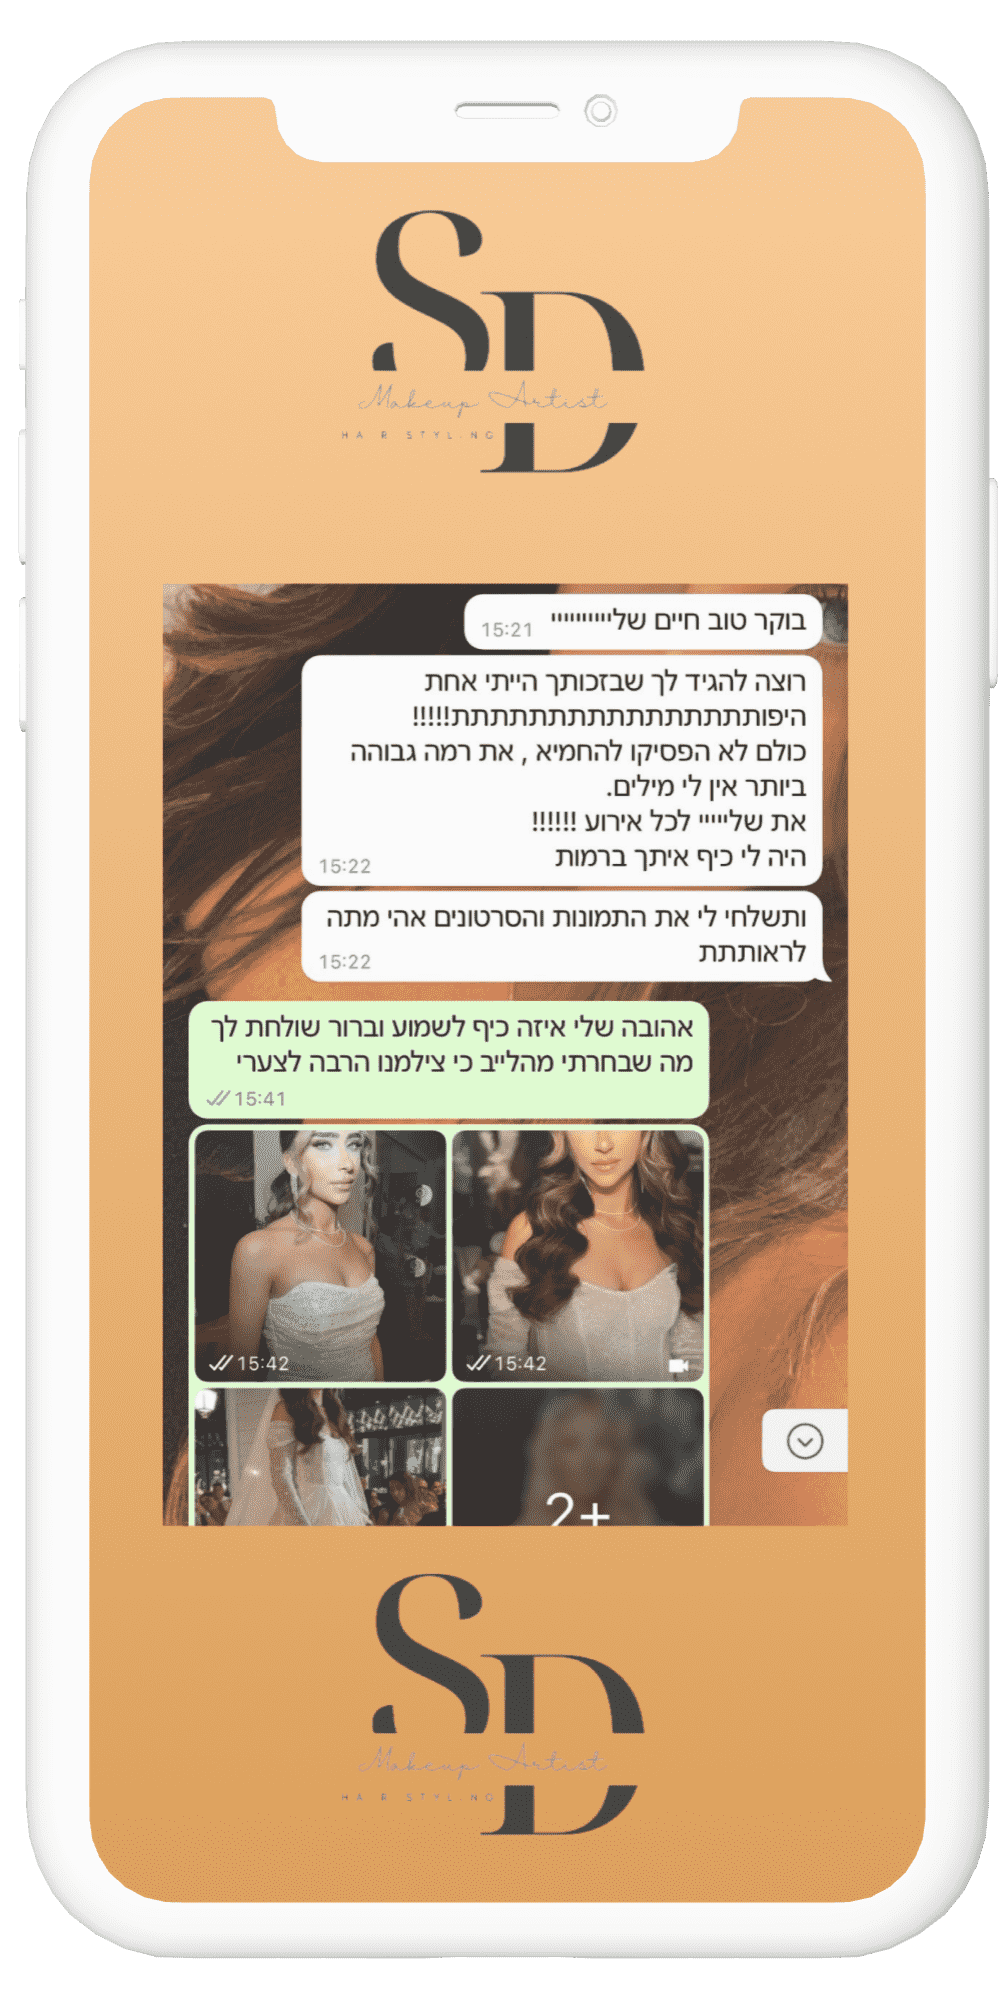 SD
Makeup Artist
HAIR STYLING
בוקר טוב חיים שליייייייייי
15:21
רוצה להגיד לך שבזכותך הייתי אחת
היפותתתתתתתתתתתתתתתתת!!!!!
כולם לא הפסיקו להחמיא , את רמה גבוהה
ביותר אין לי מילים.
את שליייייי לכל אירוע !!!!!!
היה לי כיף איתך ברמות
15:22
ותשלחי לי את התמונות והסרטונים אהי מתה
לראותתת
15:22
אהובה שלי איזה כיף לשמוע וברור שולחת לך
מה שבחרתי מהלייב כי צילמנו הרבה לצערי
15:41
15:42
15:42
2+
SD
Makeup Artist
HAIR STYLING